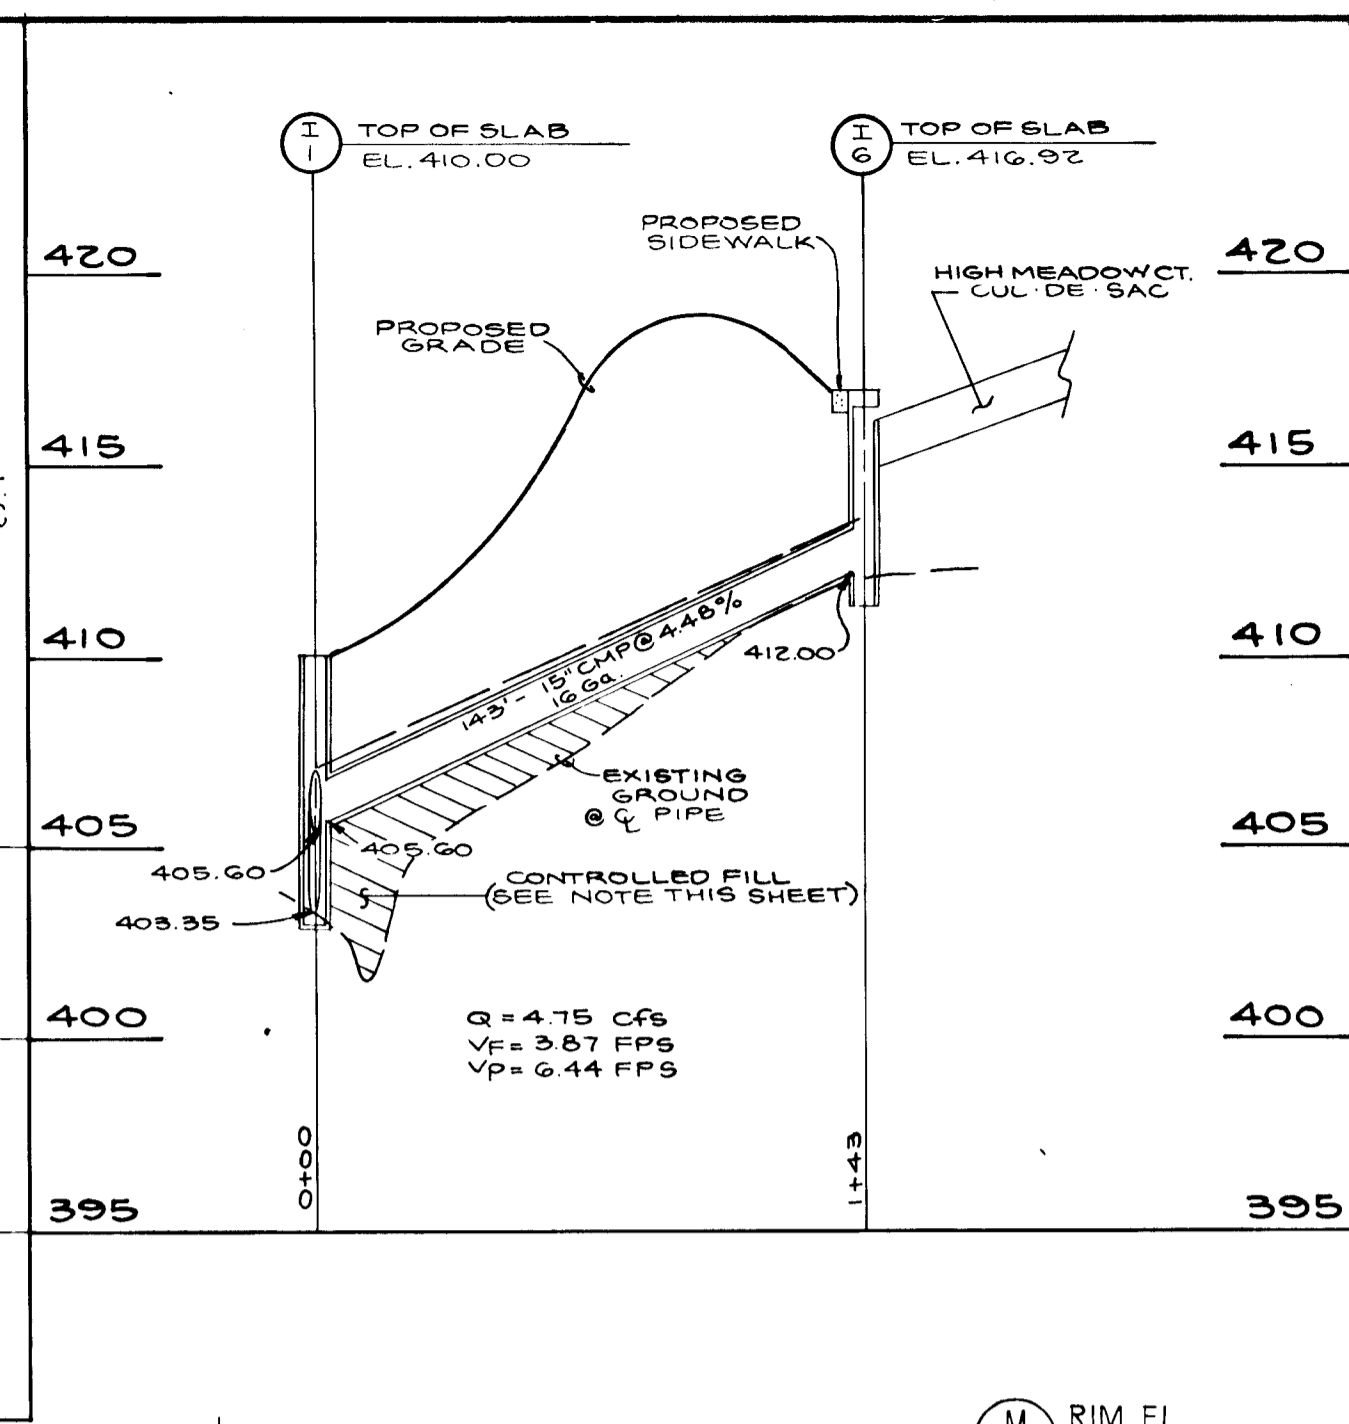 I
1
TOP OF SLAB
EL. 410.00
I
6
TOP OF SLAB
EL. 416.92
PROPOSED
SIDEWALK
420
420
HIGH MEADOW CT.
CUL·DE·SAC
PROPOSED
GRADE
415
415
410
410
143' - 15" CMP @ 4.48%
16 Ga.
412.00
EXISTING
GROUND
@ ℄ PIPE
405
405
405.60
405.60
CONTROLLED FILL
(SEE NOTE THIS SHEET)
403.35
400
400
Q = 4.75 Cfs
VF = 3.87 FPS
VP = 6.44 FPS
0+00
1+43
395
395
M
RIM EL